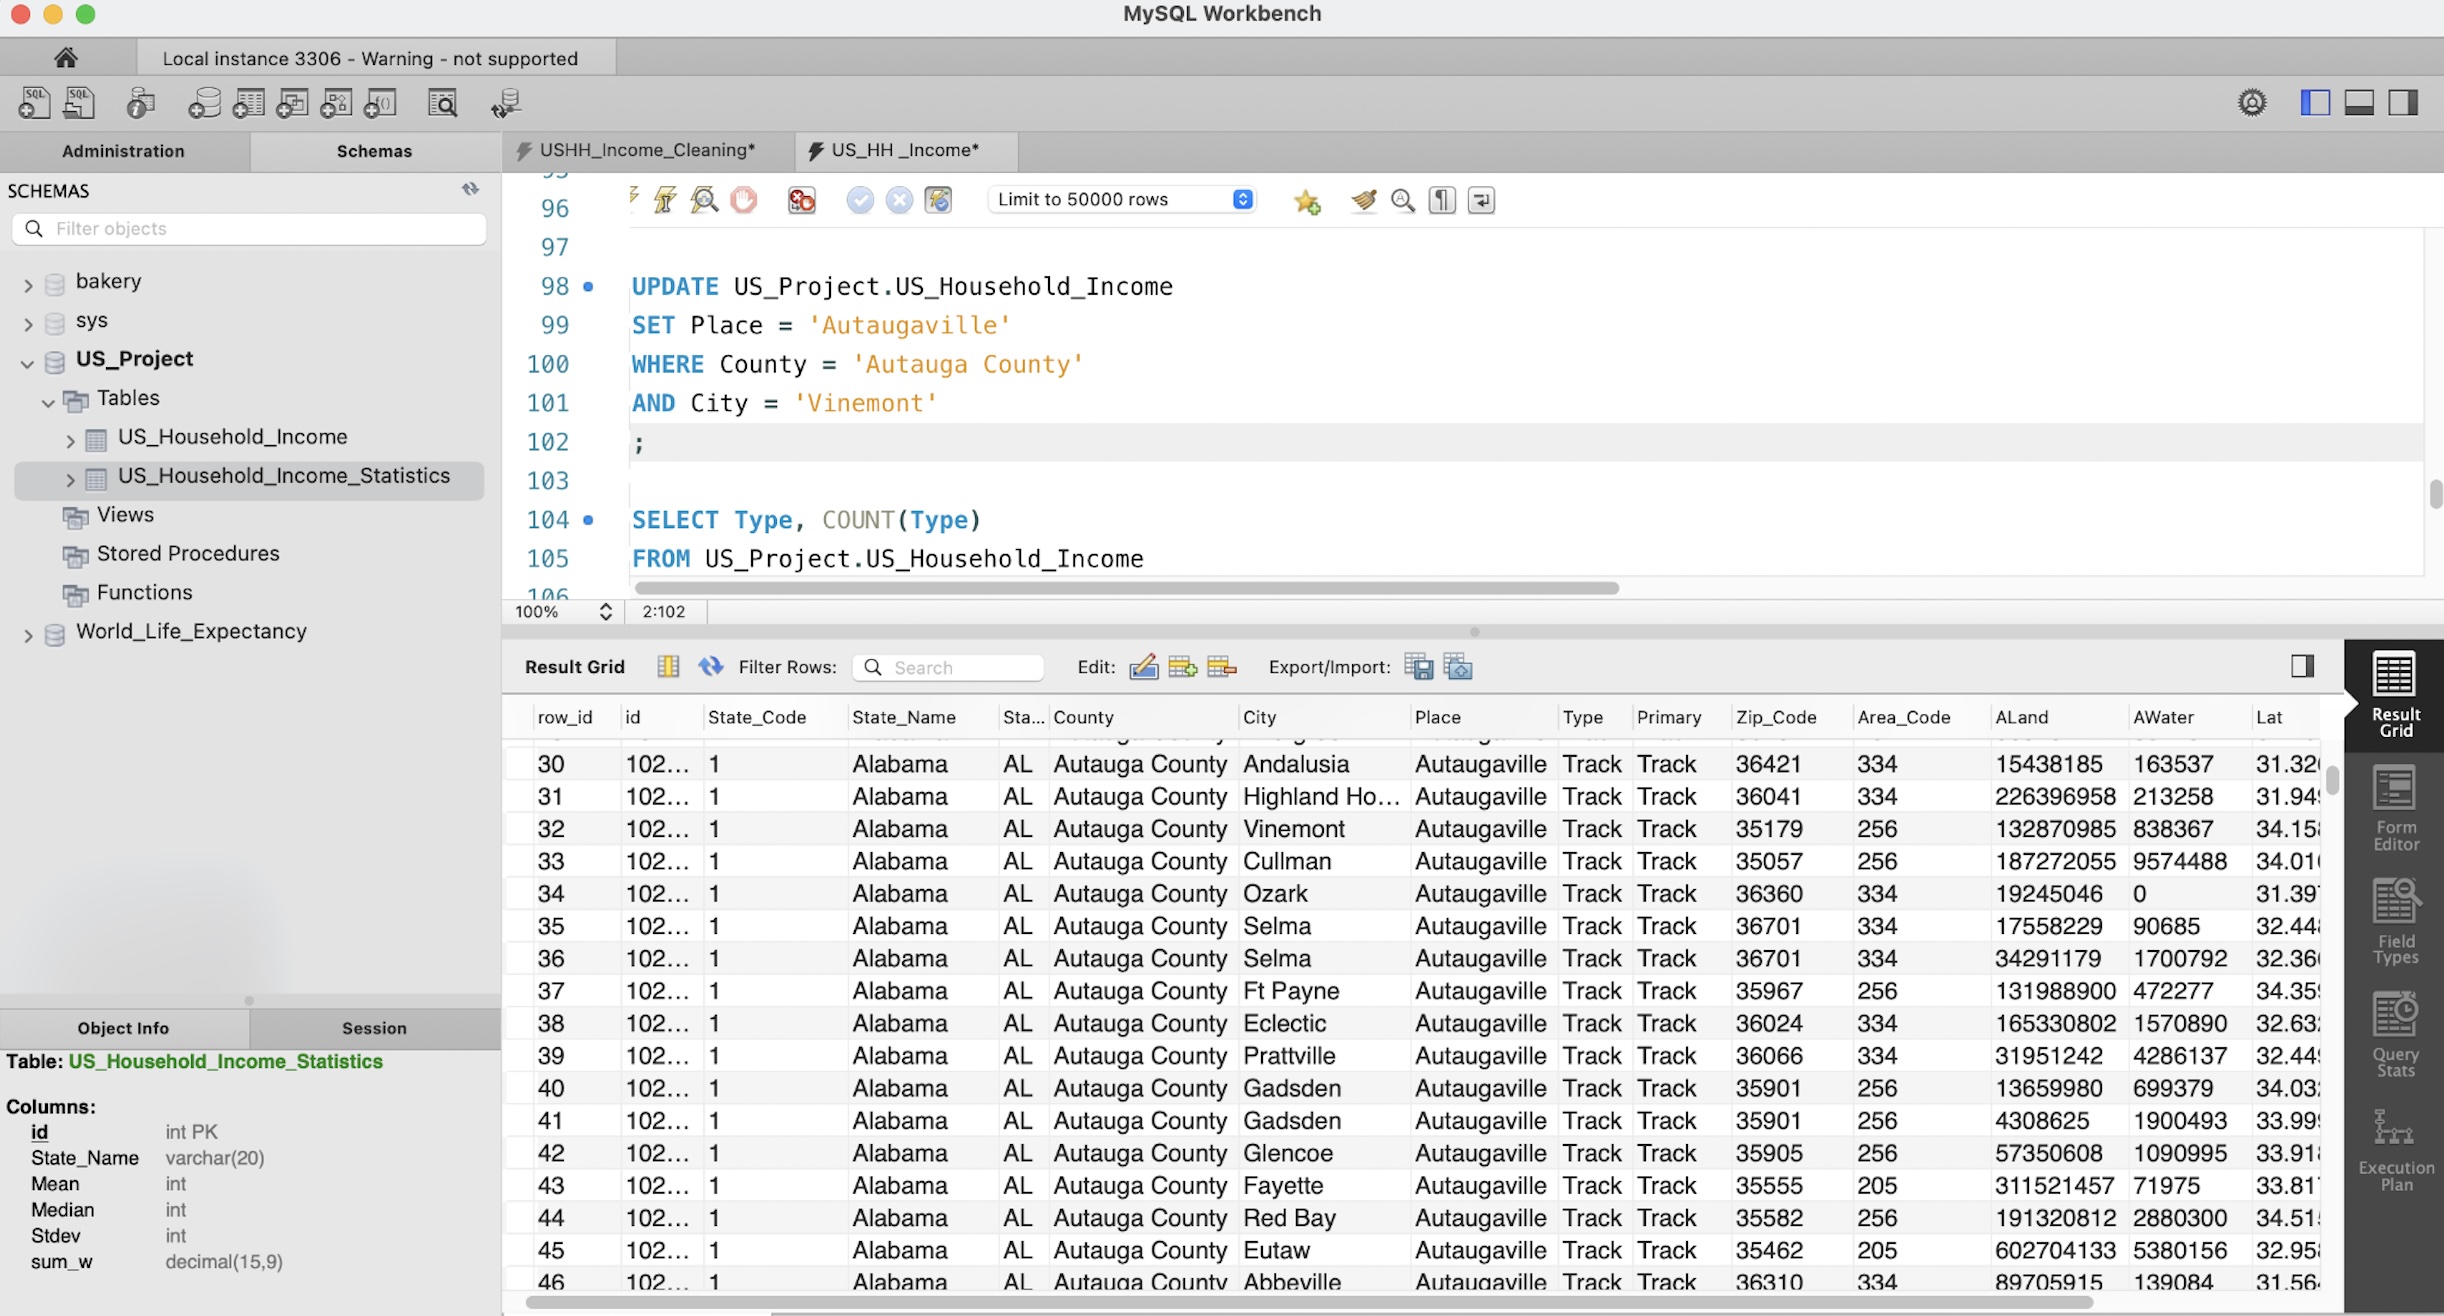 MySQL Workbench
Local instance 3306 - Warning - not supported
SQL SQL
Administration Schemas
USHH_Income_Cleaning* US_HH _Income*
SCHEMAS
Filter objects
bakery
sys
US_Project
Tables
US_Household_Income
US_Household_Income_Statistics
Views
Stored Procedures
Functions
World_Life_Expectancy
Object Info Session
Table: US_Household_Income_Statistics
Columns:
id int PK
State_Name varchar(20)
Mean int
Median int
Stdev int
sum_w decimal(15,9)
Limit to 50000 rows
96
97
98 UPDATE US_Project.US_Household_Income
99 SET Place = 'Autaugaville'
100 WHERE County = 'Autauga County'
101 AND City = 'Vinemont'
102 ;
103
104 SELECT Type, COUNT(Type)
105 FROM US_Project.US_Household_Income
106
100% 2:102
Result Grid Filter Rows: Search Edit: Export/Import:
row_id id State_Code State_Name Sta... County City Place Type Primary Zip_Code Area_Code ALand AWater Lat
30 102... 1 Alabama AL Autauga County Andalusia Autaugaville Track Track 36421 334 15438185 163537 31.32
31 102... 1 Alabama AL Autauga County Highland Ho... Autaugaville Track Track 36041 334 226396958 213258 31.94
32 102... 1 Alabama AL Autauga County Vinemont Autaugaville Track Track 35179 256 132870985 838367 34.15
33 102... 1 Alabama AL Autauga County Cullman Autaugaville Track Track 35057 256 187272055 9574488 34.01
34 102... 1 Alabama AL Autauga County Ozark Autaugaville Track Track 36360 334 19245046 0 31.39
35 102... 1 Alabama AL Autauga County Selma Autaugaville Track Track 36701 334 17558229 90685 32.44
36 102... 1 Alabama AL Autauga County Selma Autaugaville Track Track 36701 334 34291179 1700792 32.36
37 102... 1 Alabama AL Autauga County Ft Payne Autaugaville Track Track 35967 256 131988900 472277 34.35
38 102... 1 Alabama AL Autauga County Eclectic Autaugaville Track Track 36024 334 165330802 1570890 32.63
39 102... 1 Alabama AL Autauga County Prattville Autaugaville Track Track 36066 334 31951242 4286137 32.44
40 102... 1 Alabama AL Autauga County Gadsden Autaugaville Track Track 35901 256 13659980 699379 34.03
41 102... 1 Alabama AL Autauga County Gadsden Autaugaville Track Track 35901 256 4308625 1900493 33.99
42 102... 1 Alabama AL Autauga County Glencoe Autaugaville Track Track 35905 256 57350608 1090995 33.91
43 102... 1 Alabama AL Autauga County Fayette Autaugaville Track Track 35555 205 311521457 71975 33.81
44 102... 1 Alabama AL Autauga County Red Bay Autaugaville Track Track 35582 256 191320812 2880300 34.51
45 102... 1 Alabama AL Autauga County Eutaw Autaugaville Track Track 35462 205 602704133 5380156 32.95
46 102... 1 Alabama AL Autauga County Abbeville Autaugaville Track Track 36310 334 89705915 139084 31.56
Result
Grid
Form
Editor
Field
Types
Query
Stats
Execution
Plan